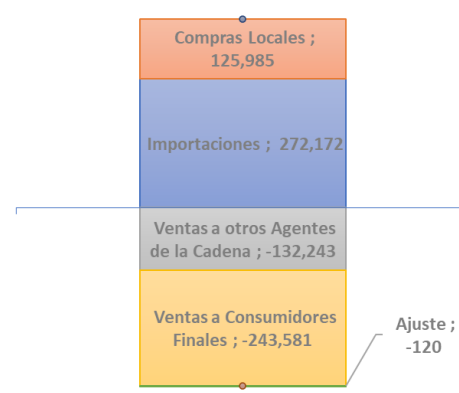 Compras Locales ;
125,985
Importaciones ;  272,172
Ventas a otros Agentes
de la Cadena ; -132,243
Ventas a Consumidores
Finales ; -243,581
Ajuste ;
-120